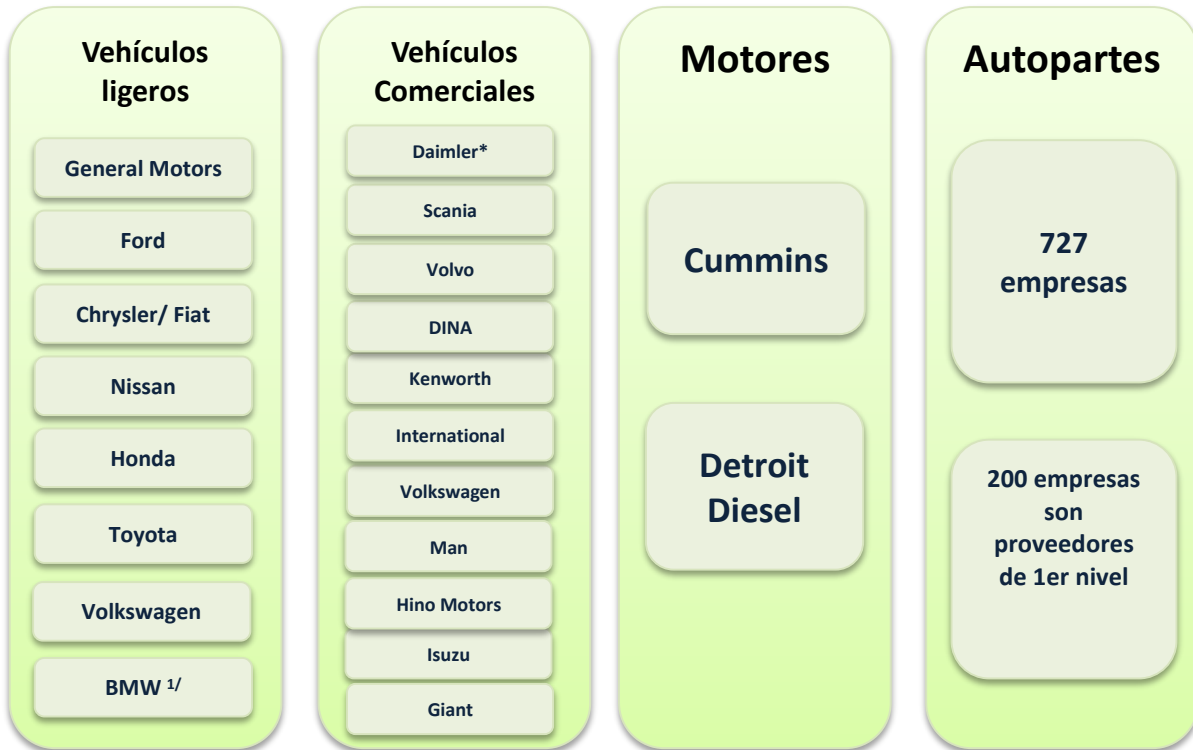 Vehículos
ligeros
General Motors
Ford
Chrysler/ Fiat
Nissan
Honda
Toyota
Volkswagen
BMW 1/
Vehículos
Comerciales
Daimler*
Scania
Volvo
DINA
Kenworth
International
Volkswagen
Man
Hino Motors
Isuzu
Giant
Motores
Cummins
Detroit
Diesel
Autopartes
727
empresas
200 empresas
son
proveedores
de 1er nivel